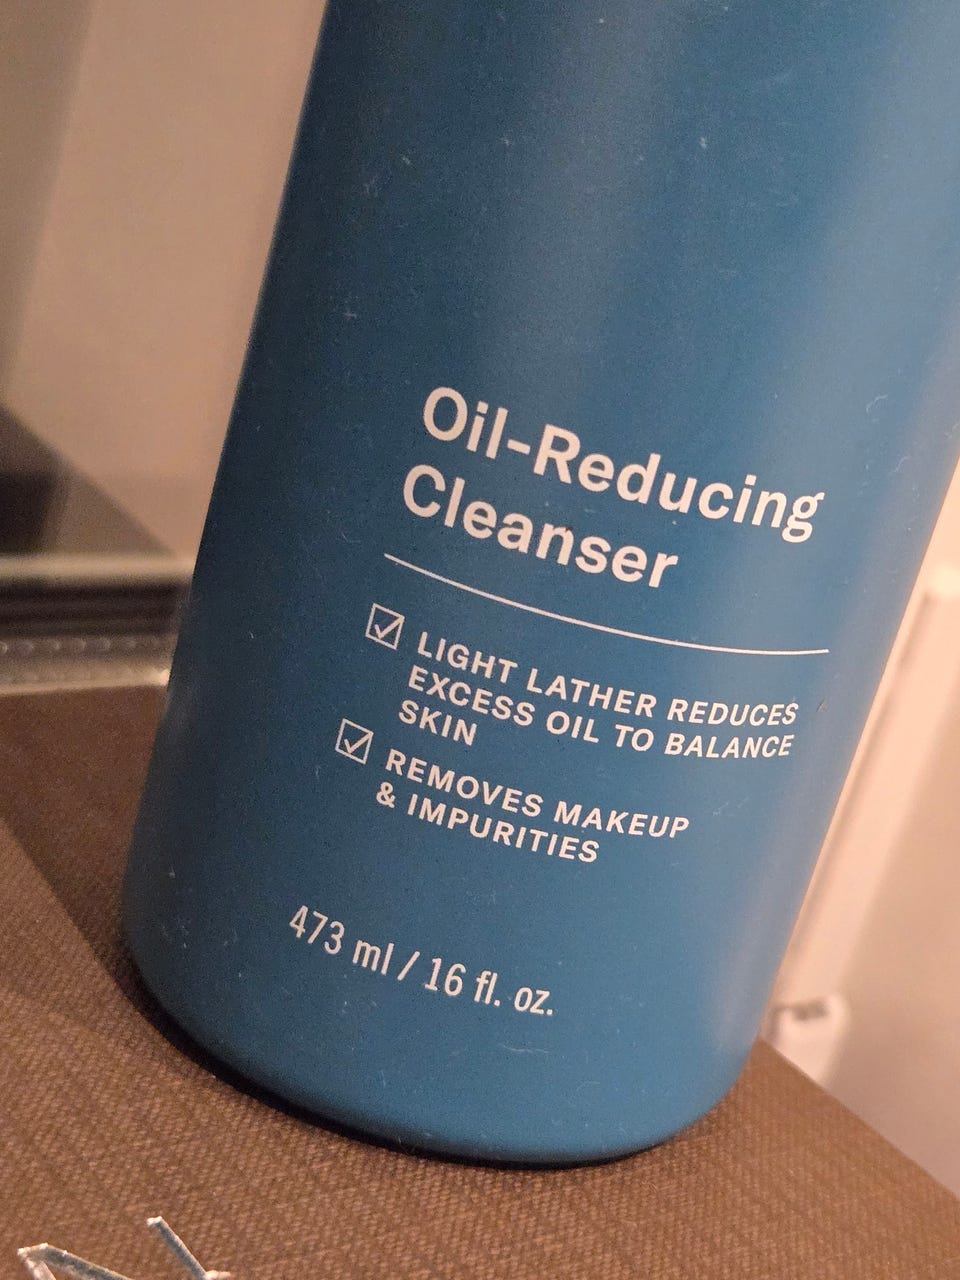 Oil-Reducing
Cleanser
LIGHT LATHER REDUCES
EXCESS OIL TO BALANCE
SKIN
REMOVES MAKEUP
& IMPURITIES
473 ml / 16 fl. oz.